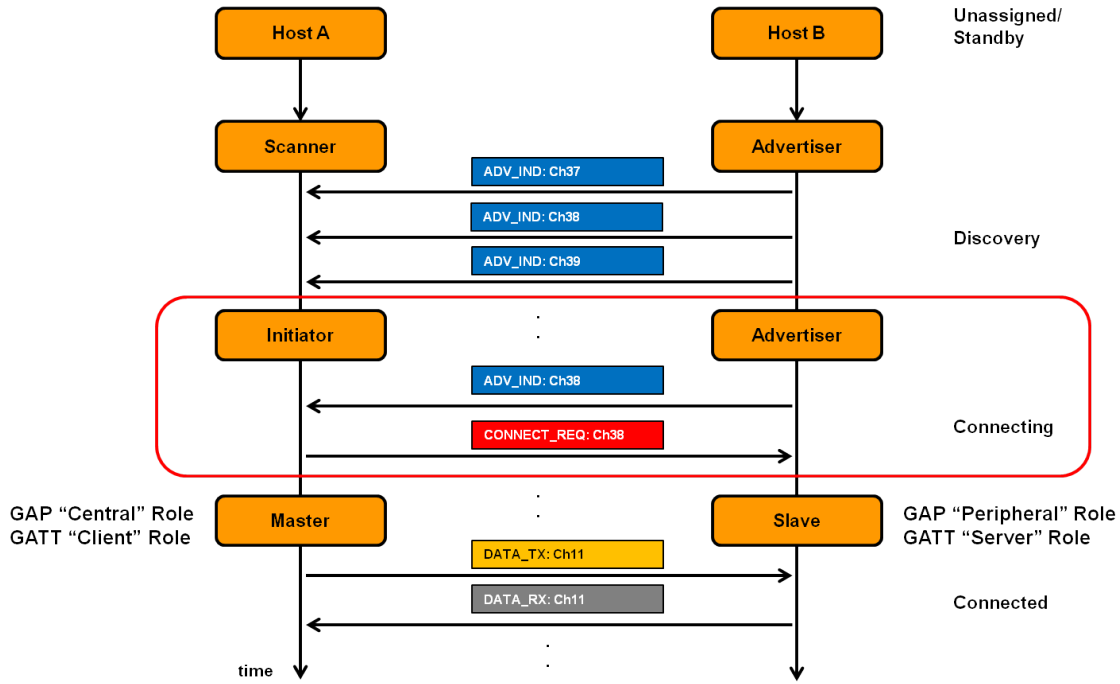 Host A
Host B
Unassigned/
Standby
Scanner
Advertiser
ADV_IND: Ch37
ADV_IND: Ch38
Discovery
ADV_IND: Ch39
Initiator
Advertiser
ADV_IND: Ch38
CONNECT_REQ: Ch38
Connecting
GAP “Central” Role
GATT “Client” Role
Master
Slave
GAP “Peripheral” Role
GATT “Server” Role
DATA_TX: Ch11
DATA_RX: Ch11
Connected
time